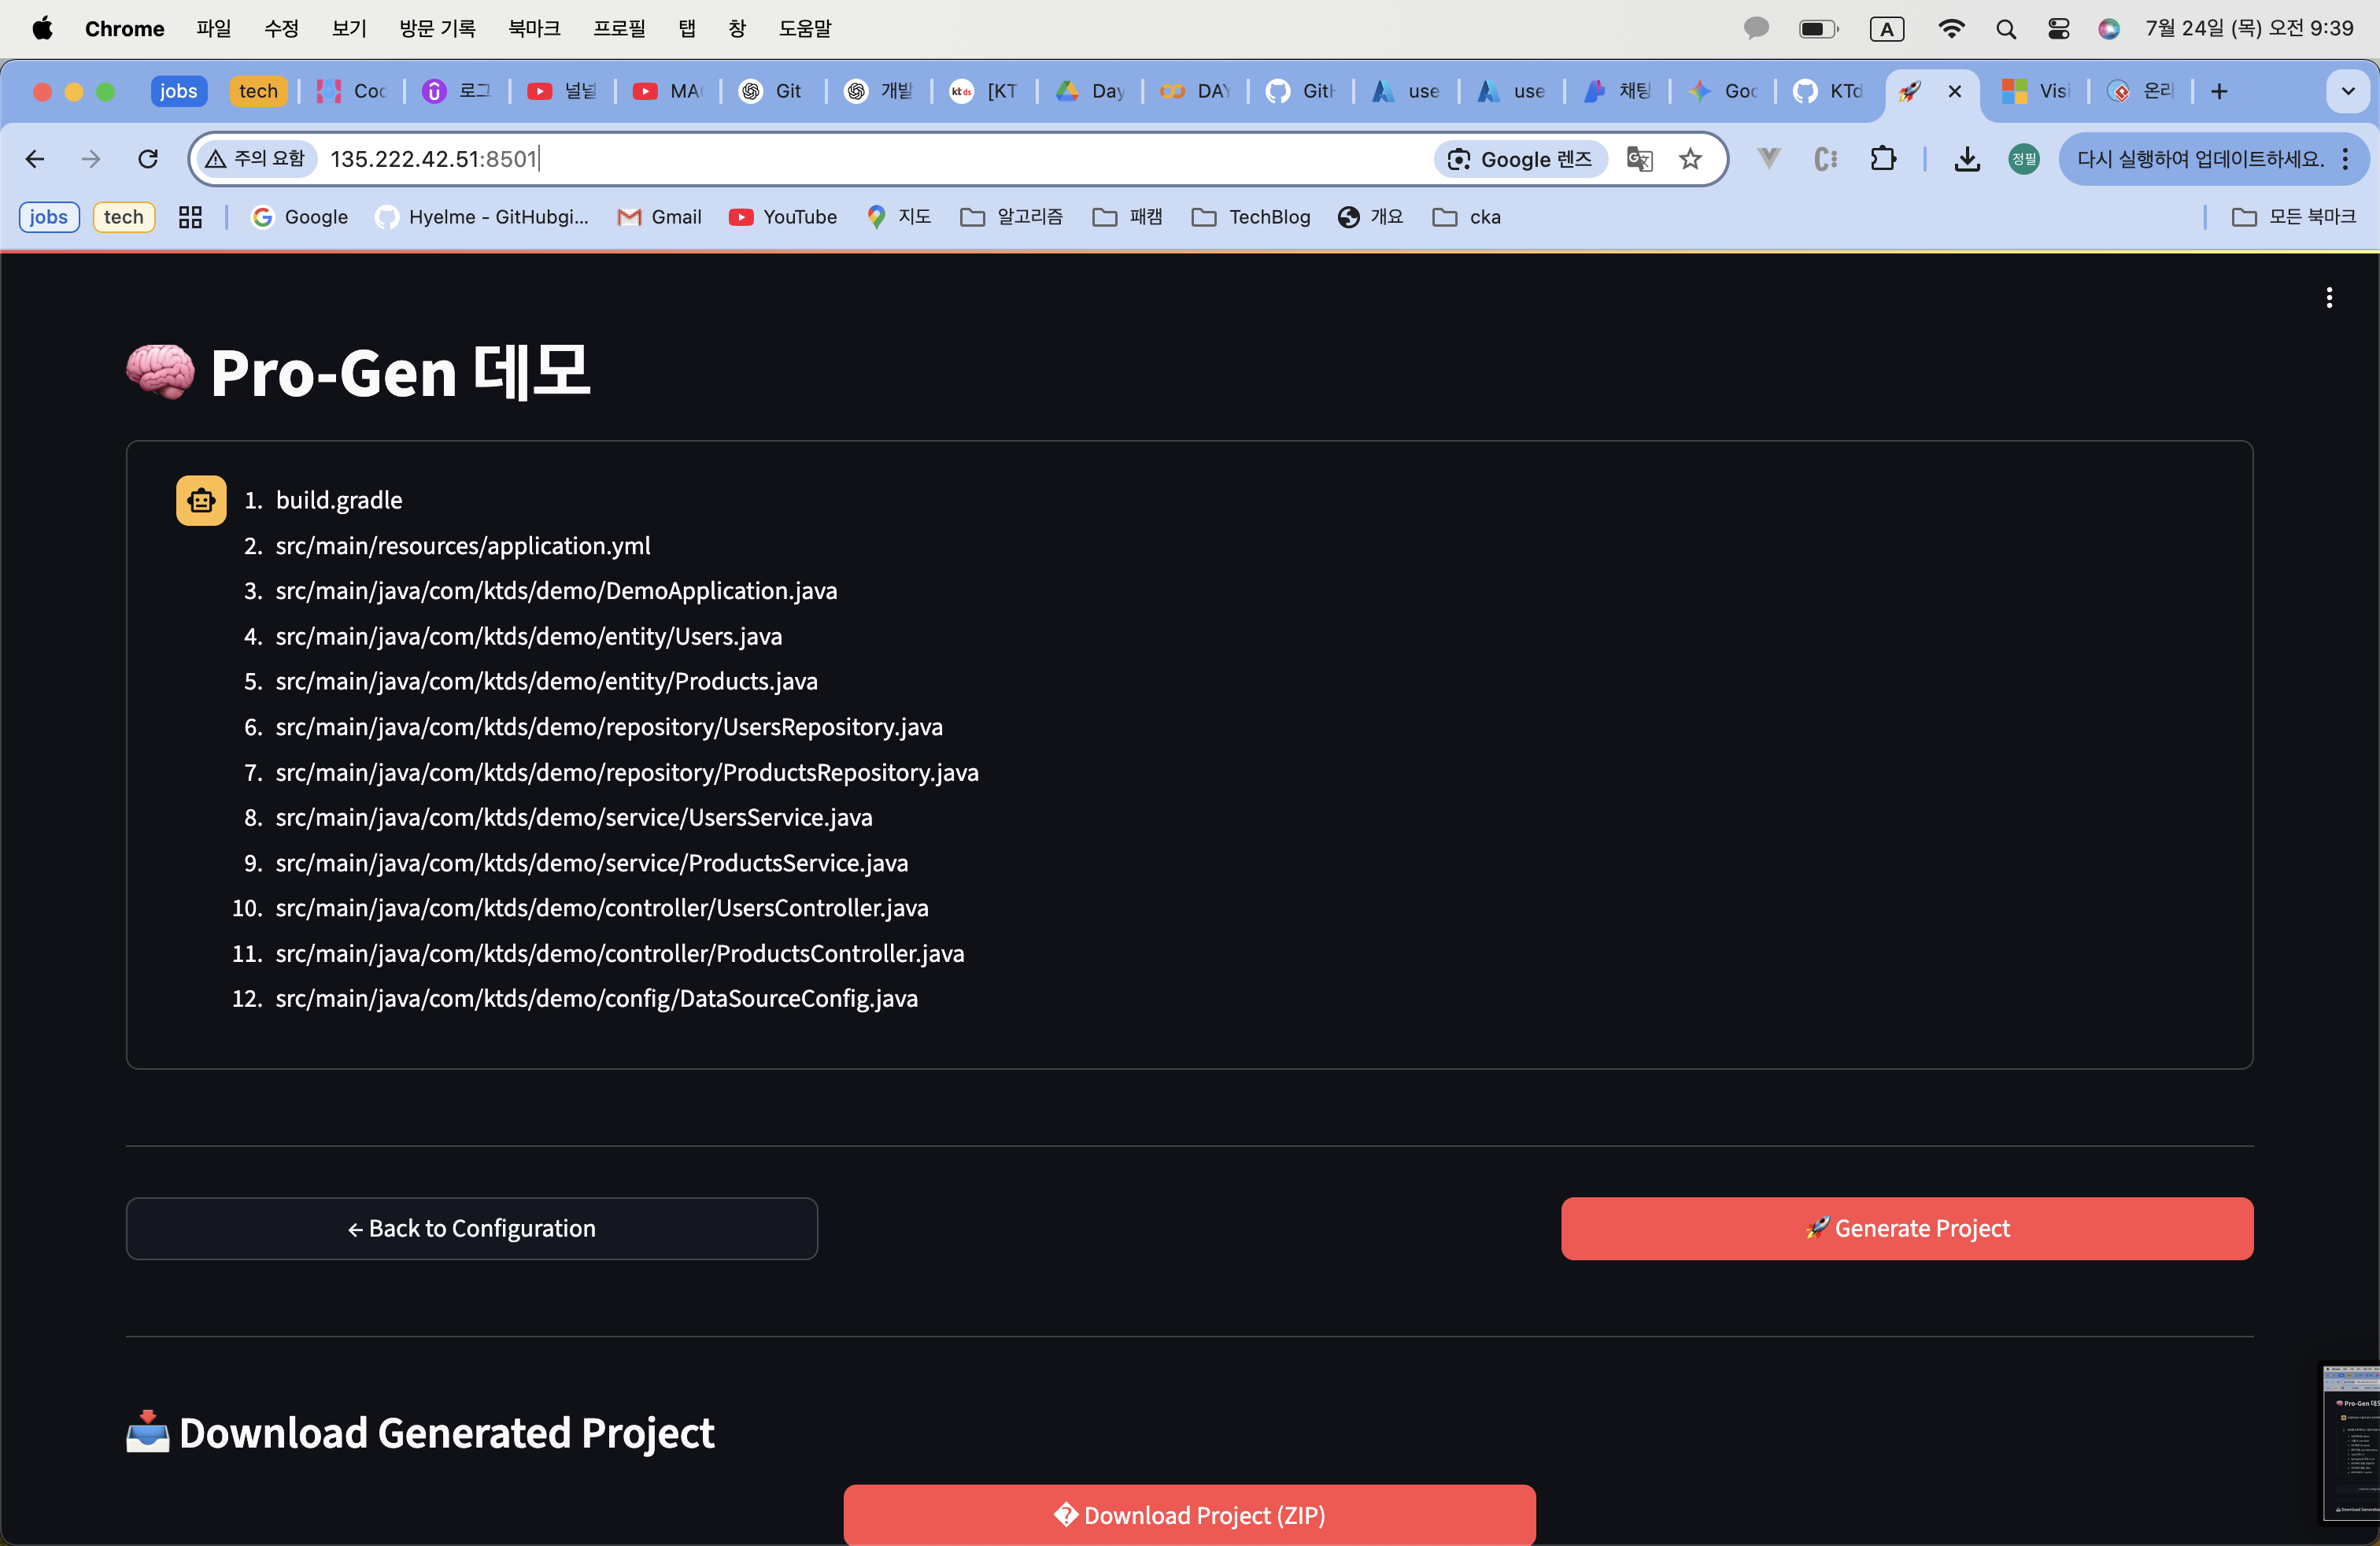 Chrome 파일 수정 보기 방문 기록 북마크 프로필 탭 창 도움말 A 7월 24일 (목) 오전 9:39
jobs tech Coc 로그 널널 MA Git 개발 kt ds [KT Day DAY GitH use use 채팅 Goo KTd Visi 온라
주의 요함 135.222.42.51:8501 Google 렌즈 정필 다시 실행하여 업데이트하세요.
jobs tech Google Hyelme - GitHubgi... Gmail YouTube 지도 알고리즘 패캠 TechBlog 개요 cka 모든 북마크
Pro-Gen 데모
1. build.gradle
2. src/main/resources/application.yml
3. src/main/java/com/ktds/demo/DemoApplication.java
4. src/main/java/com/ktds/demo/entity/Users.java
5. src/main/java/com/ktds/demo/entity/Products.java
6. src/main/java/com/ktds/demo/repository/UsersRepository.java
7. src/main/java/com/ktds/demo/repository/ProductsRepository.java
8. src/main/java/com/ktds/demo/service/UsersService.java
9. src/main/java/com/ktds/demo/service/ProductsService.java
10. src/main/java/com/ktds/demo/controller/UsersController.java
11. src/main/java/com/ktds/demo/controller/ProductsController.java
12. src/main/java/com/ktds/demo/config/DataSourceConfig.java
← Back to Configuration
🚀 Generate Project
Download Generated Project
� Download Project (ZIP)